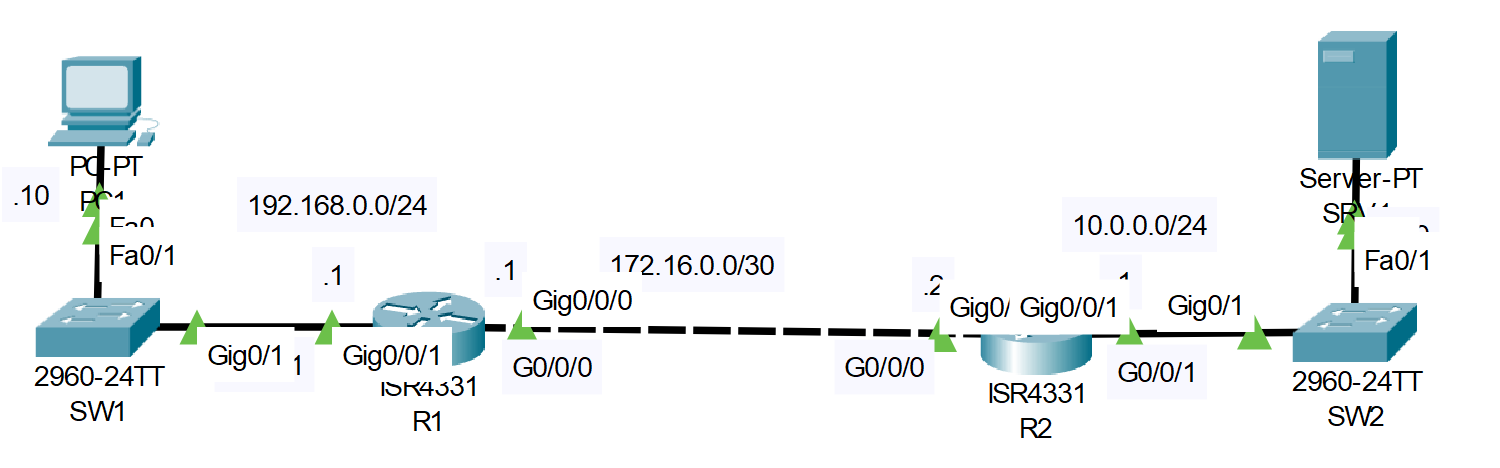 PC-PT
PC1
.10
Fa0
Fa0/1
192.168.0.0/24
.1
Gig0/1
1
Gig0/0/1
2960-24TT
SW1
ISR4331
R1
.1
172.16.0.0/30
Gig0/0/0
G0/0/0
.2
Gig0/
Gig0/0/1
G0/0/0
ISR4331
R2
10.0.0.0/24
Gig0/1
G0/0/1
Server-PT
Fa0/1
2960-24TT
SW2